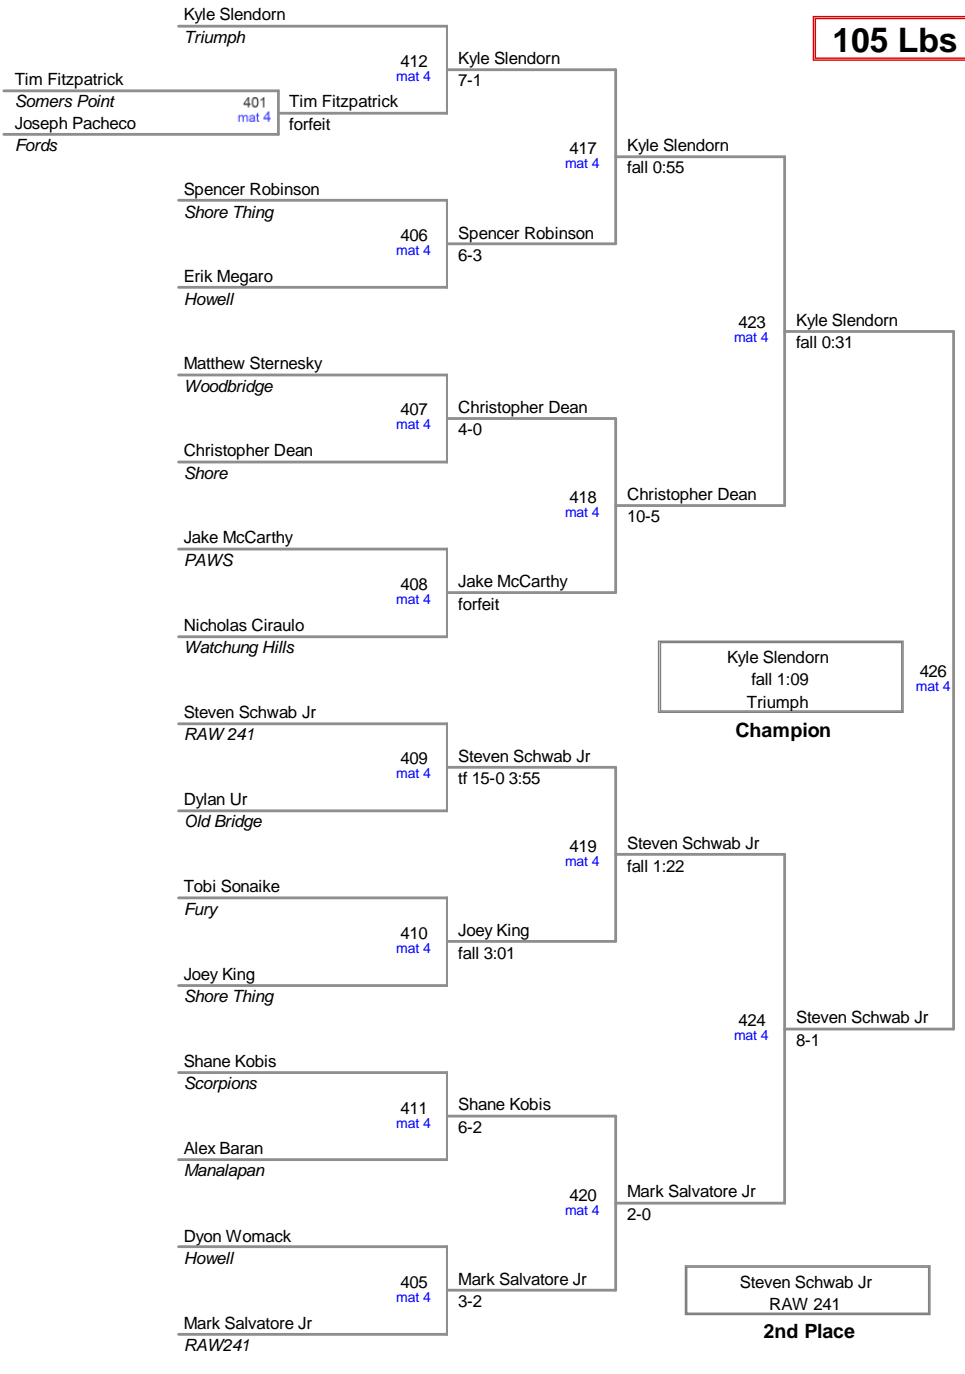 Kyle Slendorn
Triumph
105 Lbs
412
mat 4
Kyle Slendorn
7-1
Tim Fitzpatrick
Somers Point
401
mat 4
Tim Fitzpatrick
forfeit
Joseph Pacheco
Fords
417
mat 4
Kyle Slendorn
fall 0:55
Spencer Robinson
Shore Thing
406
mat 4
Spencer Robinson
6-3
Erik Megaro
Howell
423
mat 4
Kyle Slendorn
fall 0:31
Matthew Sternesky
Woodbridge
407
mat 4
Christopher Dean
4-0
Christopher Dean
Shore
418
mat 4
Christopher Dean
10-5
Jake McCarthy
PAWS
408
mat 4
Jake McCarthy
forfeit
Nicholas Ciraulo
Watchung Hills
Kyle Slendorn
fall 1:09
Triumph
Champion
426
mat 4
Steven Schwab Jr
RAW 241
409
mat 4
Steven Schwab Jr
tf 15-0 3:55
Dylan Ur
Old Bridge
419
mat 4
Steven Schwab Jr
fall 1:22
Tobi Sonaike
Fury
410
mat 4
Joey King
fall 3:01
Joey King
Shore Thing
424
mat 4
Steven Schwab Jr
8-1
Shane Kobis
Scorpions
411
mat 4
Shane Kobis
6-2
Alex Baran
Manalapan
420
mat 4
Mark Salvatore Jr
2-0
Dyon Womack
Howell
405
mat 4
Mark Salvatore Jr
3-2
Mark Salvatore Jr
RAW241
Steven Schwab Jr
RAW 241
2nd Place